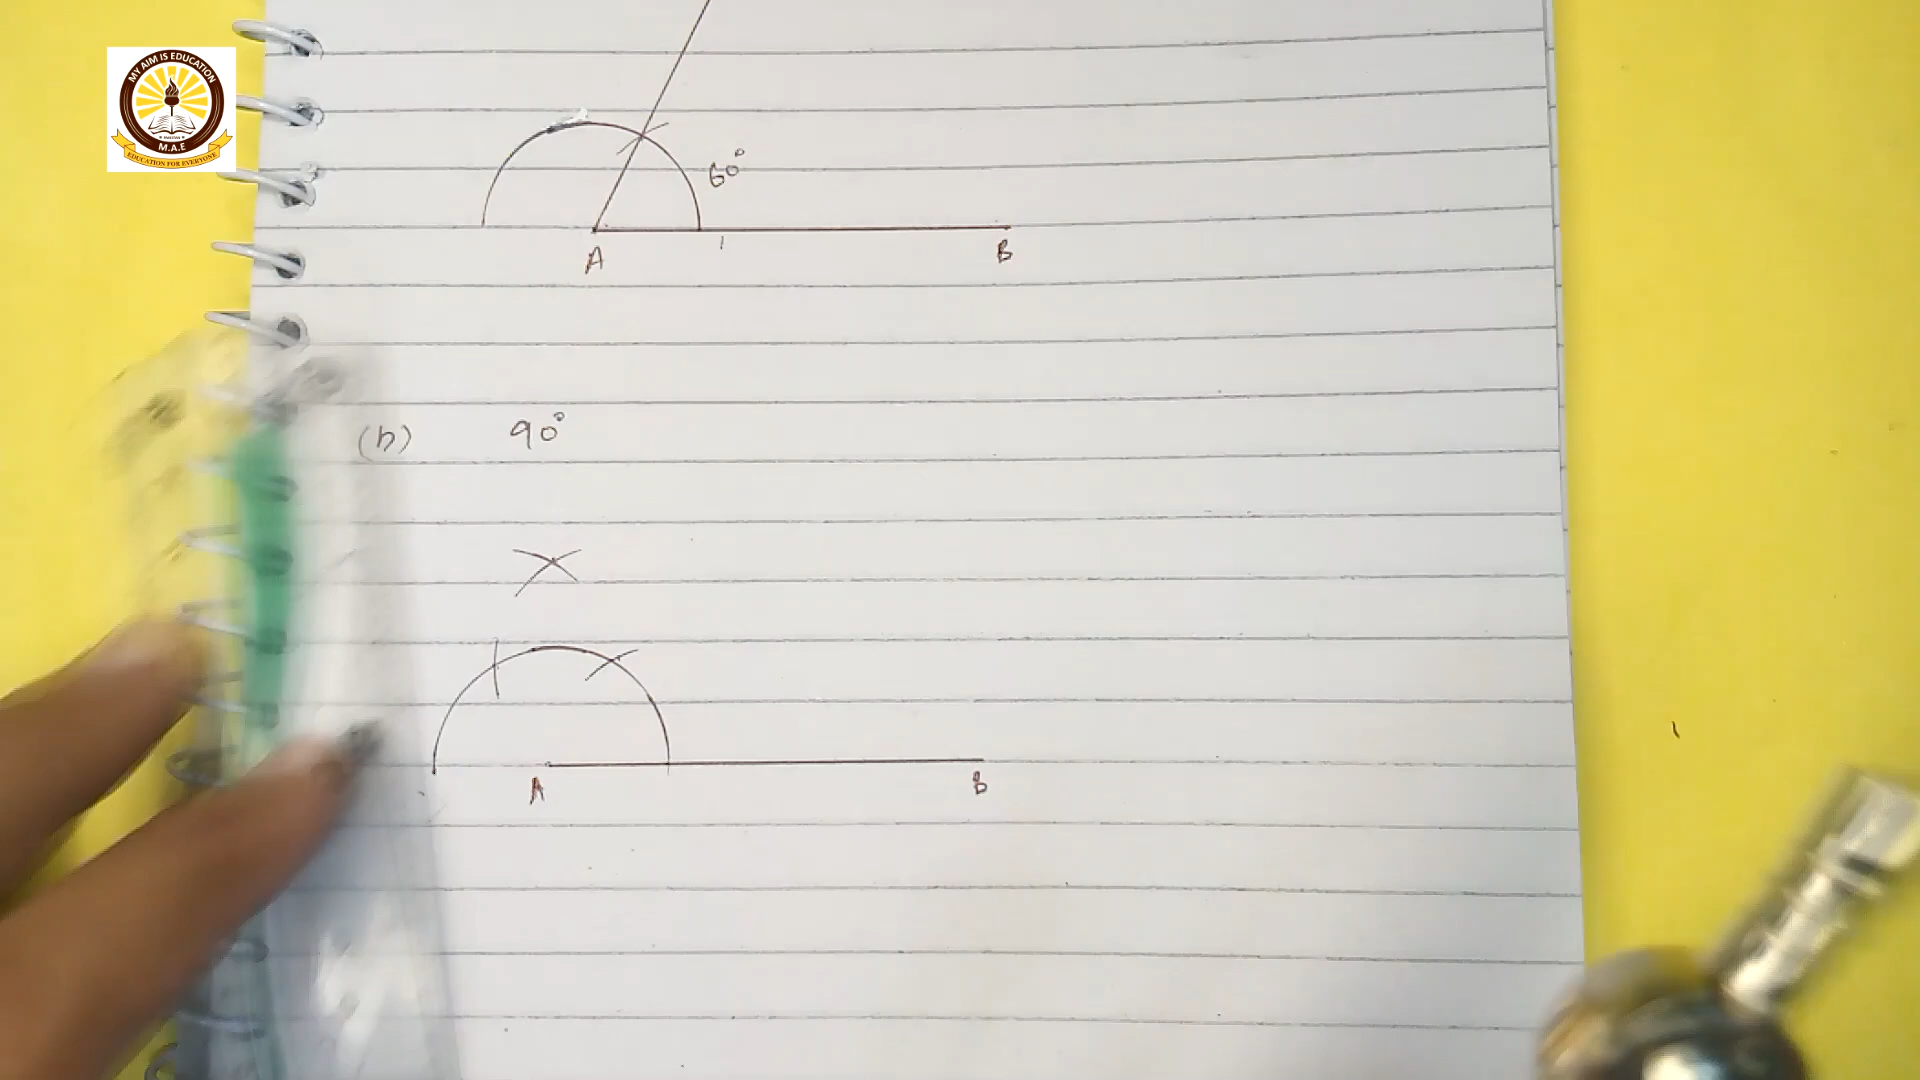 MY AIM IS EDUCATION
M.A.E
EDUCATION FOR EVERYONE
60°
A B
(b) 90°
A B